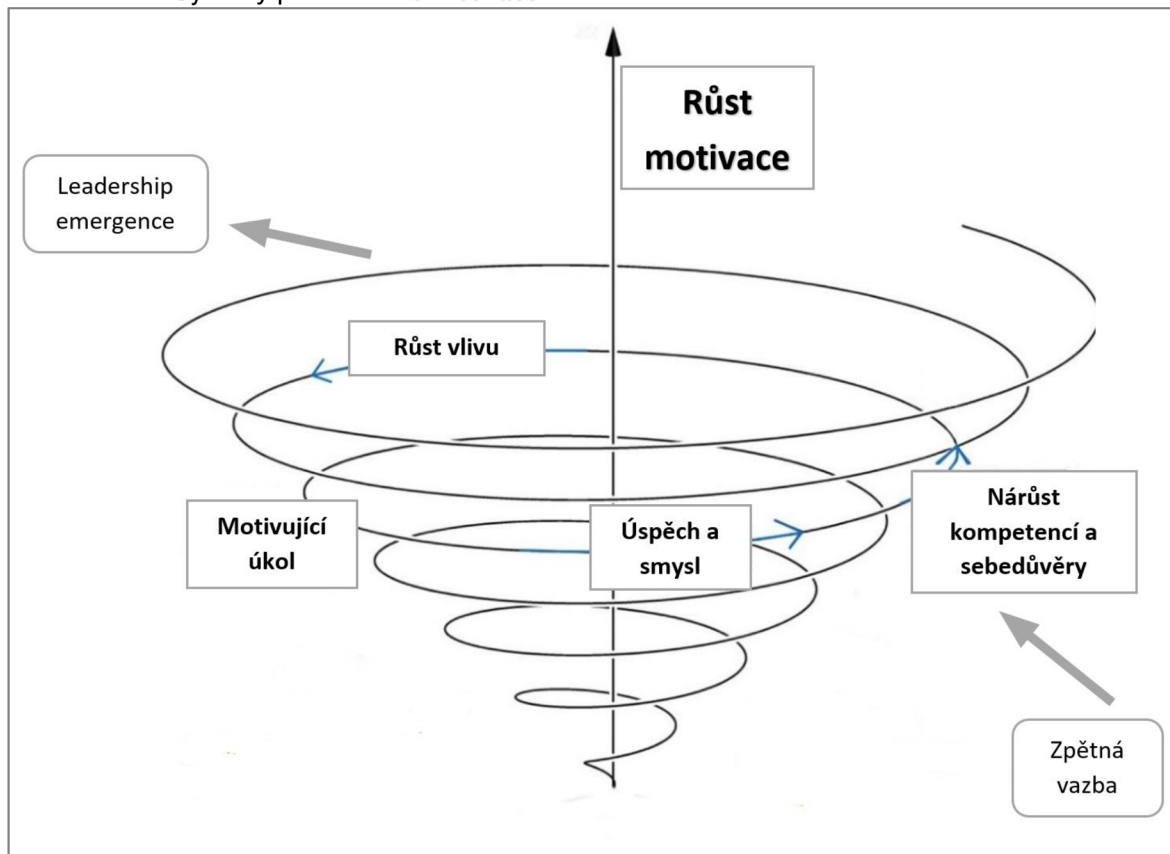 Růst
motivace
Leadership
emergence
Růst vlivu
Motivující
úkol
Úspěch a
smysl
Nárůst
kompetencí a
sebedůvěry
Zpětná
vazba